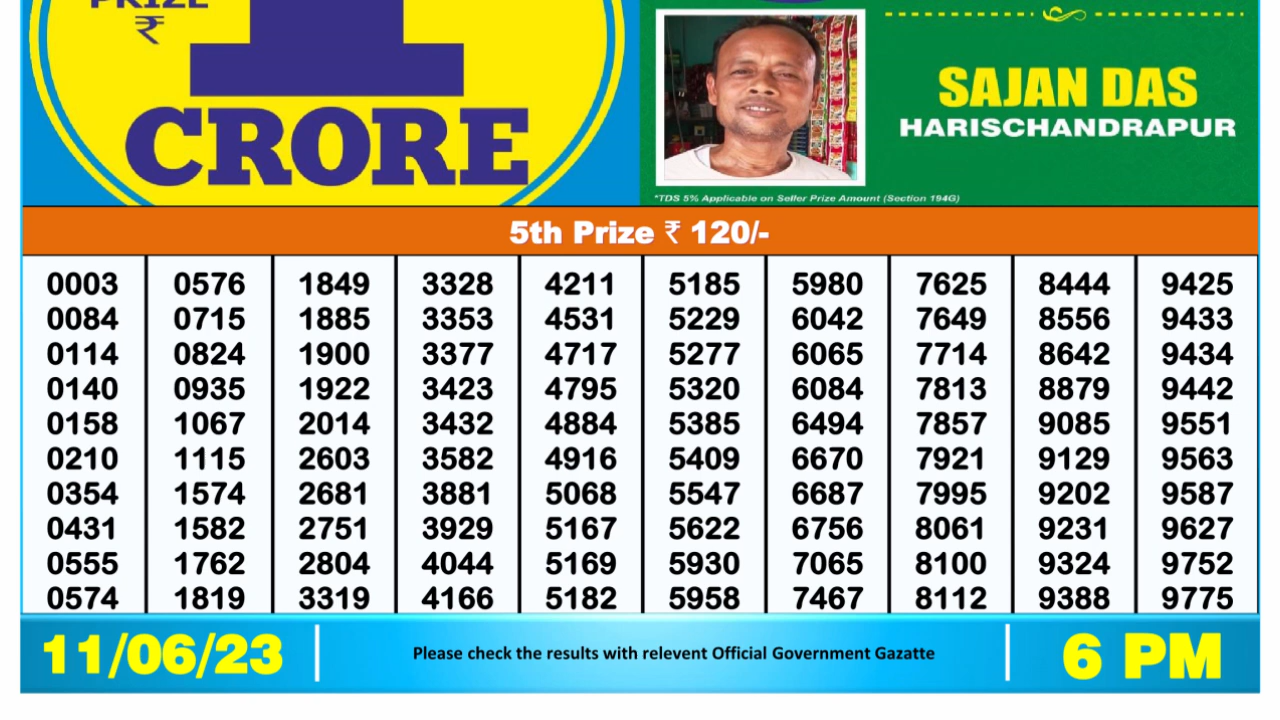 PRIZE
₹
1
CRORE
SAJAN DAS
HARISCHANDRAPUR
*TDS 5% Applicable on Seller Prize Amount (Section 194G)
5th Prize ₹ 120/-
0003 0576 1849 3328 4211 5185 5980 7625 8444 9425
0084 0715 1885 3353 4531 5229 6042 7649 8556 9433
0114 0824 1900 3377 4717 5277 6065 7714 8642 9434
0140 0935 1922 3423 4795 5320 6084 7813 8879 9442
0158 1067 2014 3432 4884 5385 6494 7857 9085 9551
0210 1115 2603 3582 4916 5409 6670 7921 9129 9563
0354 1574 2681 3881 5068 5547 6687 7995 9202 9587
0431 1582 2751 3929 5167 5622 6756 8061 9231 9627
0555 1762 2804 4044 5169 5930 7065 8100 9324 9752
0574 1819 3319 4166 5182 5958 7467 8112 9388 9775
11/06/23
Please check the results with relevent Official Government Gazatte
6 PM